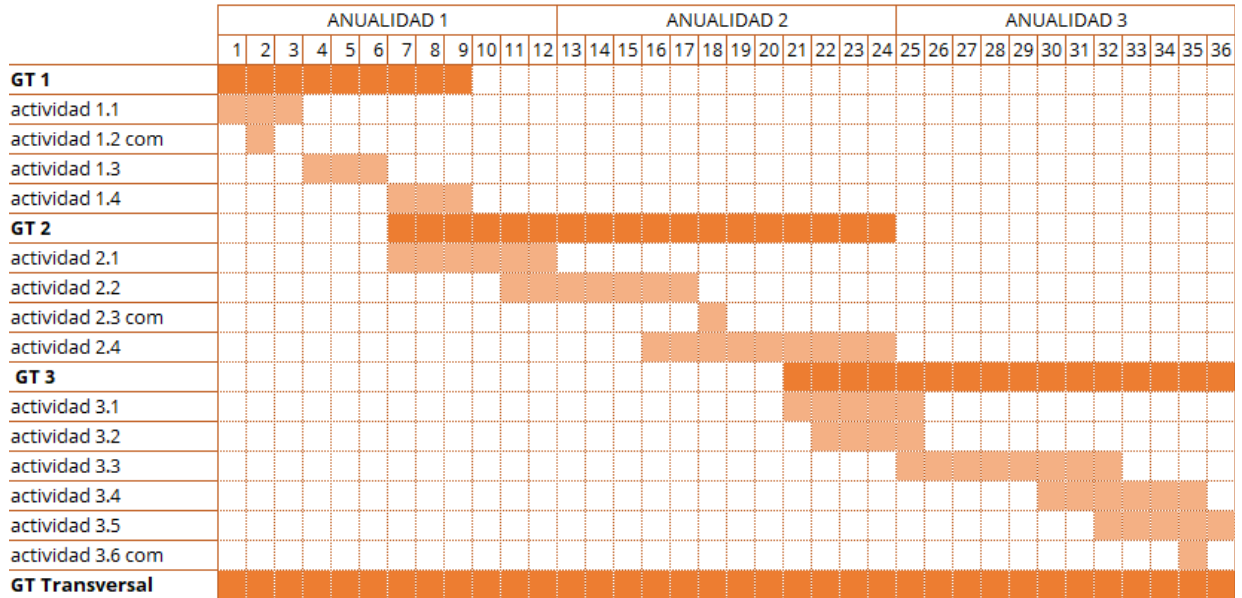 ANUALIDAD 1 ANUALIDAD 2 ANUALIDAD 3
1 2 3 4 5 6 7 8 9 10 11 12 13 14 15 16 17 18 19 20 21 22 23 24 25 26 27 28 29 30 31 32 33 34 35 36
GT 1
actividad 1.1
actividad 1.2 com
actividad 1.3
actividad 1.4
GT 2
actividad 2.1
actividad 2.2
actividad 2.3 com
actividad 2.4
GT 3
actividad 3.1
actividad 3.2
actividad 3.3
actividad 3.4
actividad 3.5
actividad 3.6 com
GT Transversal